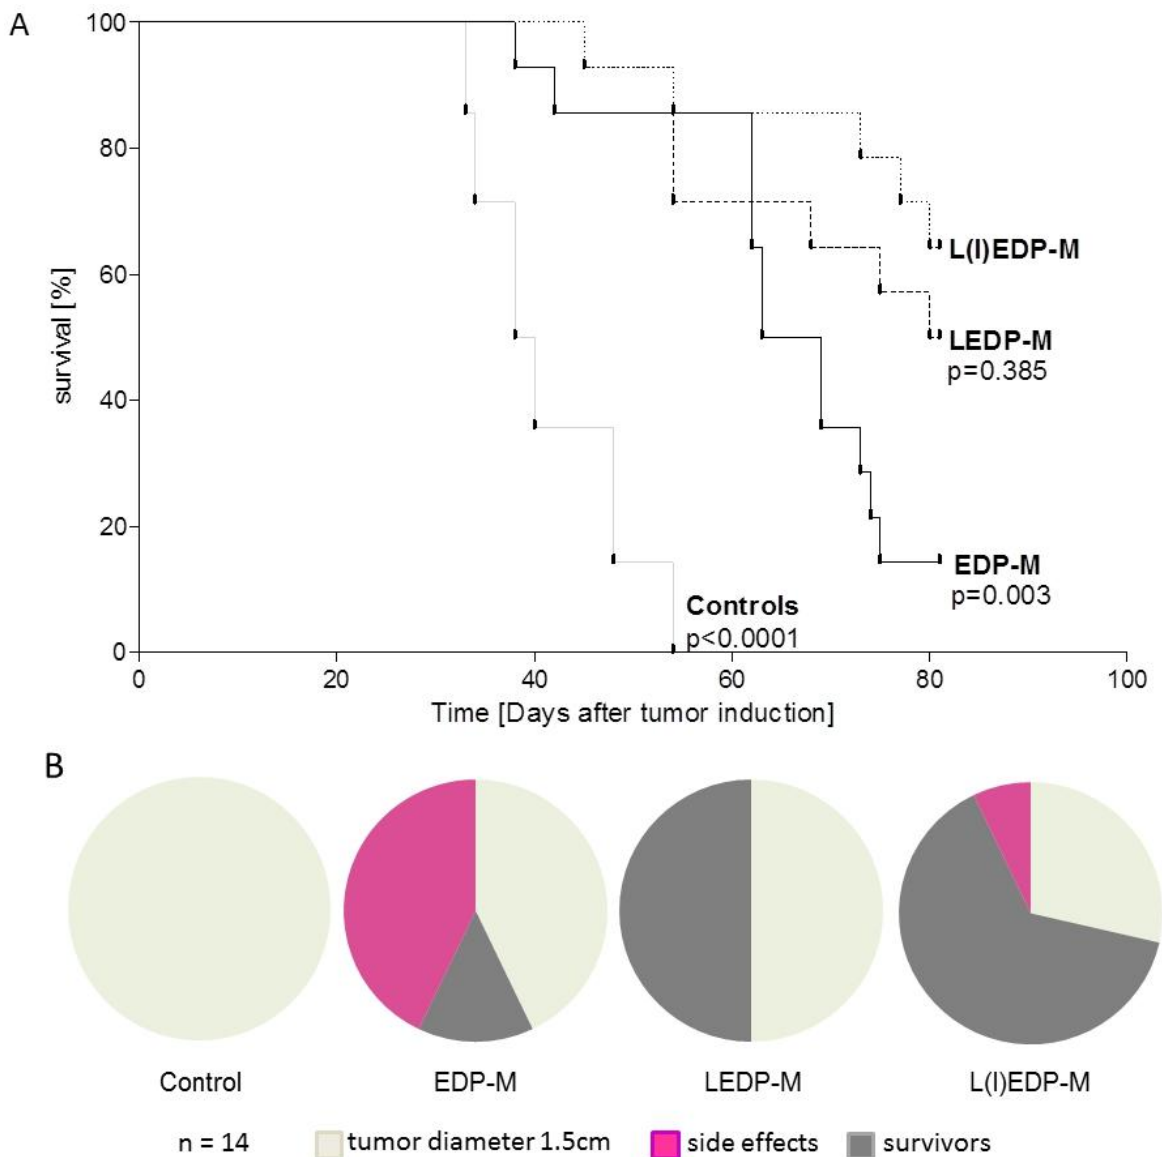 A
100
80
60
40
20
0
survival [%]
L(I)EDP-M
LEDP-M
p=0.385
EDP-M
p=0.003
Controls
p<0.0001
0 20 40 60 80 100
Time [Days after tumor induction]
B
Control EDP-M LEDP-M L(I)EDP-M
n = 14 tumor diameter 1.5cm side effects survivors